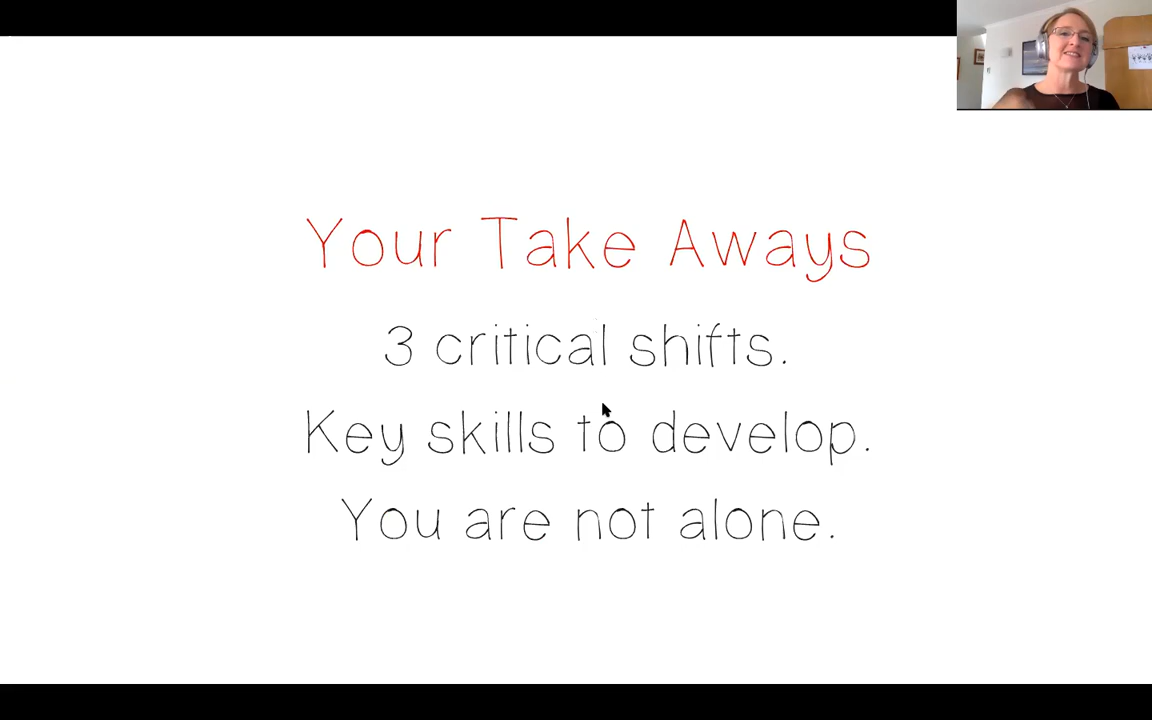 Your Take Aways
3 critical shifts.
Key skills to develop.
You are not alone.